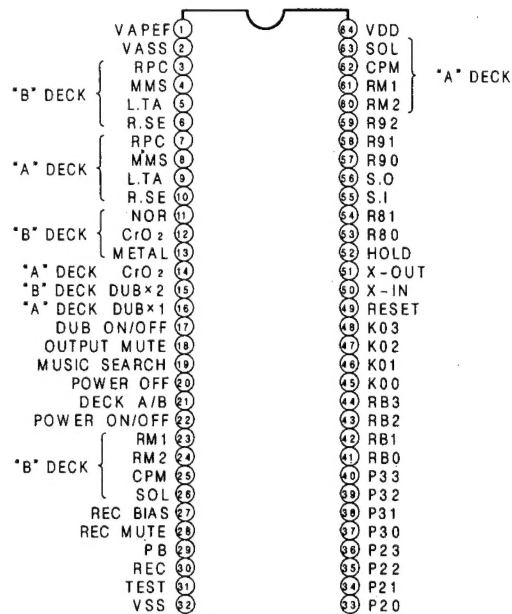 VAPEF 1
VASS 2
"B" DECK
RPC 3
MMS 4
L.TA 5
R.SE 6
"A" DECK
RPC 7
MMS 8
L.TA 9
R.SE 10
"B" DECK
NOR 11
CrO2 12
METAL 13
"A" DECK CrO2 14
"B" DECK DUB×2 15
"A" DECK DUB×1 16
DUB ON/OFF 17
OUTPUT MUTE 18
MUSIC SEARCH 19
POWER OFF 20
DECK A/B 21
POWER ON/OFF 22
"B" DECK
RM1 23
RM2 24
CPM 25
SOL 26
REC BIAS 27
REC MUTE 28
PB 29
REC 30
TEST 31
VSS 32
64 VDD
63 SOL
62 CPM
61 RM1
60 RM2
"A" DECK
59 R92
58 R91
57 R90
56 S.O
55 S.I
54 R81
53 R80
52 HOLD
51 X-OUT
50 X-IN
49 RESET
48 K03
47 K02
46 K01
45 K00
44 RB3
43 RB2
42 RB1
41 RB0
40 P33
39 P32
38 P31
37 P30
36 P23
35 P22
34 P21
33 P20